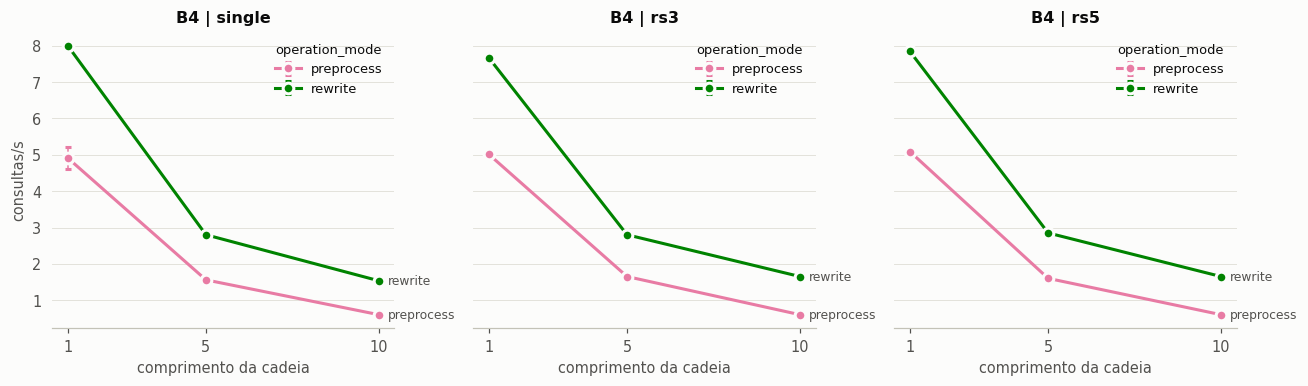 B4 | single
operation_mode
preprocess
rewrite
8
7
6
5
4
3
2
1
consultas/s
rewrite
preprocess
1
5
10
comprimento da cadeia
B4 | rs3
operation_mode
preprocess
rewrite
rewrite
preprocess
1
5
10
comprimento da cadeia
B4 | rs5
operation_mode
preprocess
rewrite
rewrite
preprocess
1
5
10
comprimento da cadeia